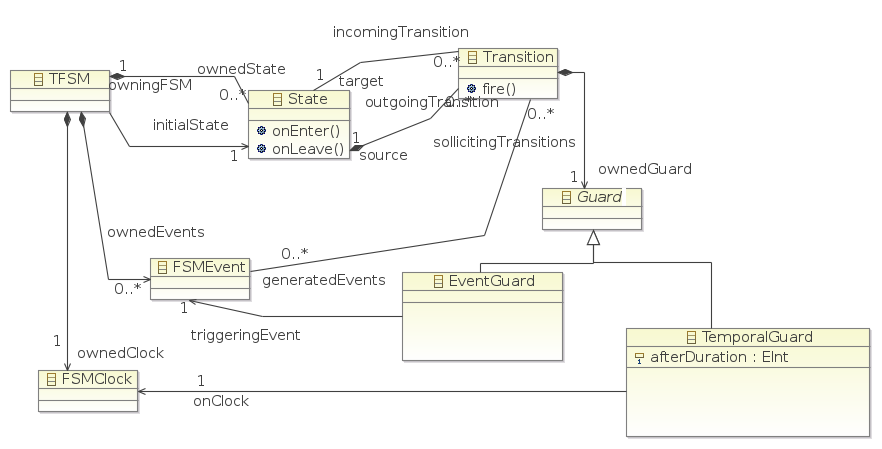 incomingTransition
1
0..*
Transition
TFSM
ownedState
1
target
owningFSM
0..*
State
outgoingTransition
fire()
0..*
initialState
onEnter()
1
sollicitingTransitions
onLeave()
1
source
ownedGuard
1
Guard
ownedEvents
0..*
FSMEvent
generatedEvents
EventGuard
0..*
1
triggeringEvent
TemporalGuard
1
ownedClock
afterDuration : EInt
FSMClock
1
onClock